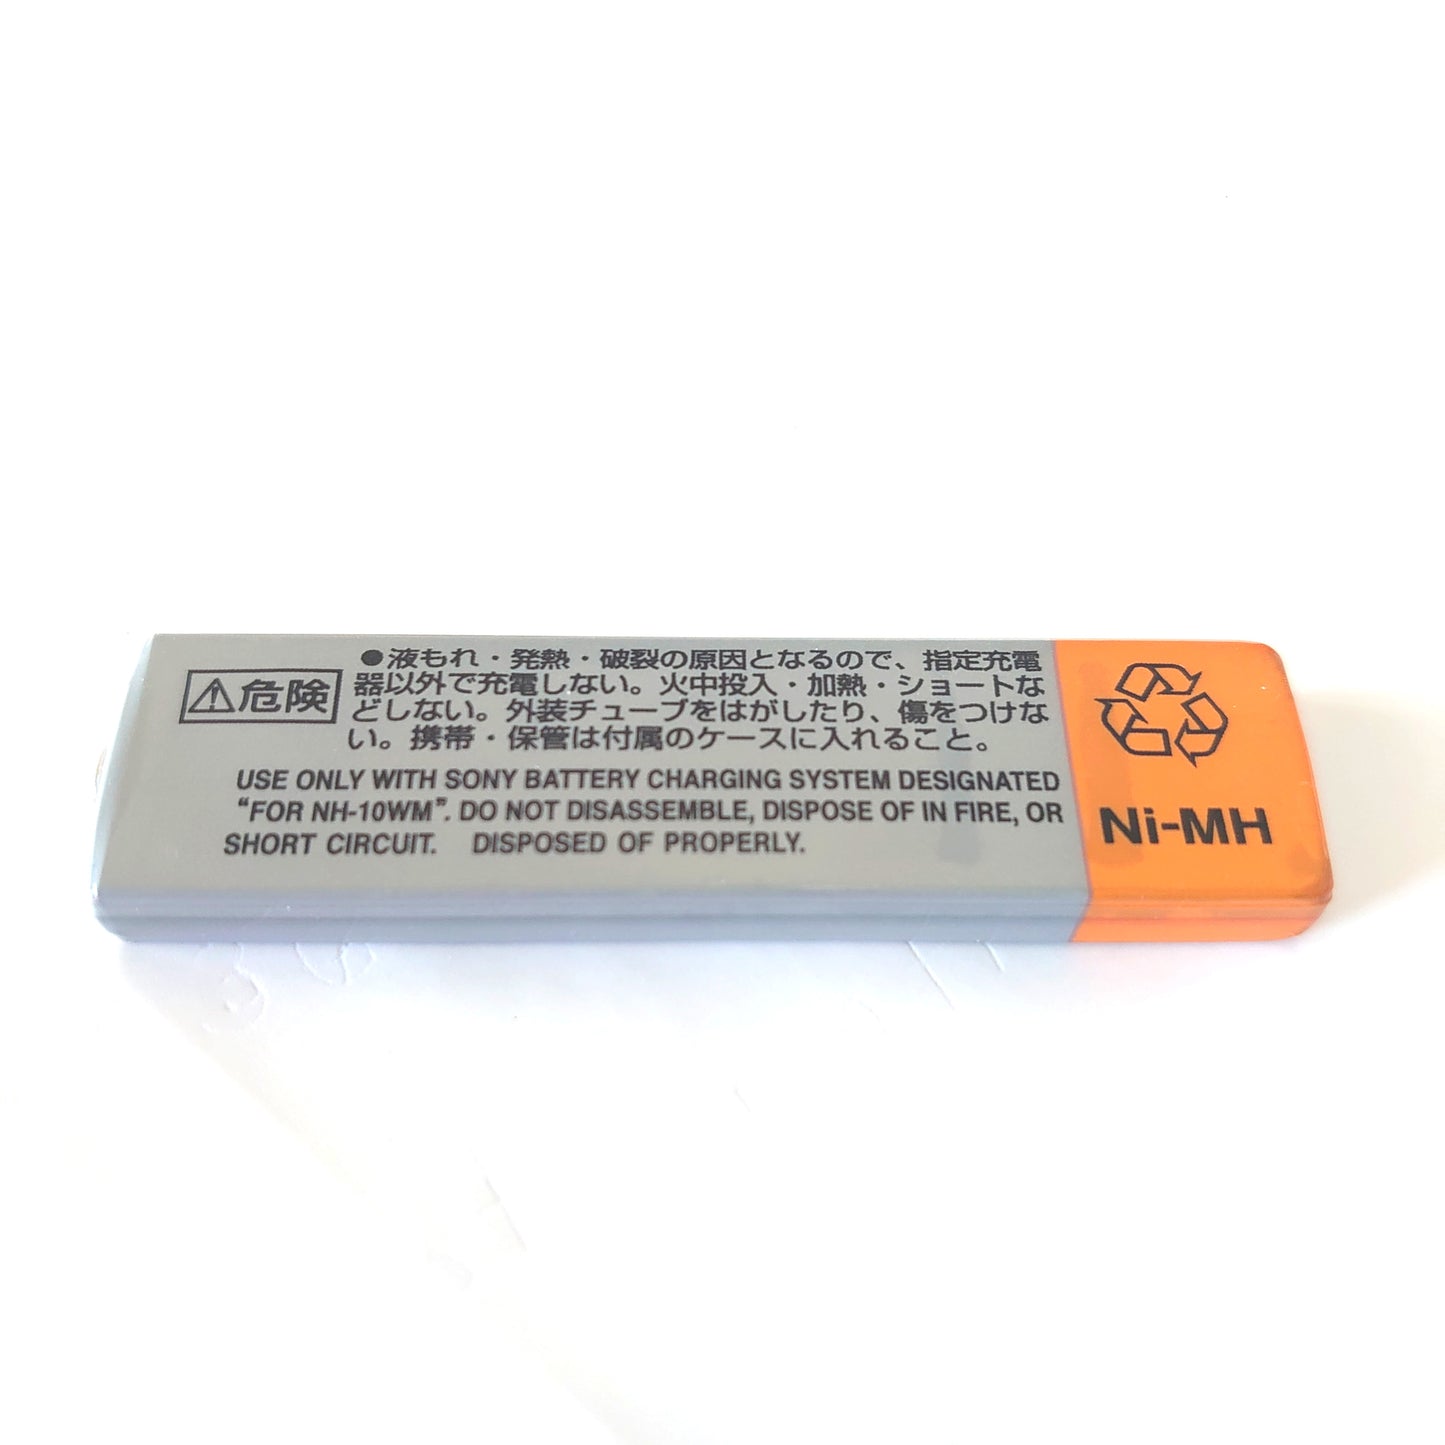 ⚠危険
●液もれ・発熱・破裂の原因となるので、指定充電
器以外で充電しない。火中投入・加熱・ショートな
どしない。外装チューブをはがしたり、傷をつけな
い。携帯・保管は付属のケースに入れること。
USE ONLY WITH SONY BATTERY CHARGING SYSTEM DESIGNATED
“FOR NH-10WM”. DO NOT DISASSEMBLE, DISPOSE OF IN FIRE, OR
SHORT CIRCUIT. DISPOSED OF PROPERLY.
Ni-MH